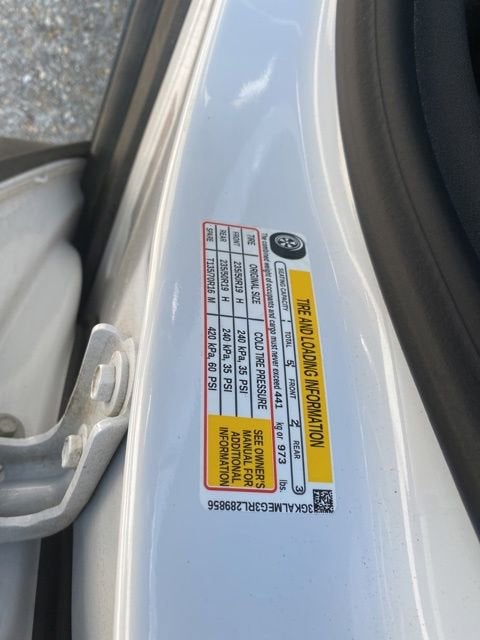 TIRE AND LOADING INFORMATION
SEATING CAPACITY : TOTAL 5 FRONT 2 REAR 3
The combined weight of occupants and cargo must never exceed 441 kg or 973 lbs.
TIRE ORIGINAL SIZE COLD TIRE PRESSURE
FRONT 235/50R19 H 240 kPa, 35 PSI
REAR 235/50R19 H 240 kPa, 35 PSI
SPARE T135/70R16 M 420 kPa, 60 PSI
SEE OWNER'S
MANUAL FOR
ADDITIONAL
INFORMATION
3GKALMEG3RL289856